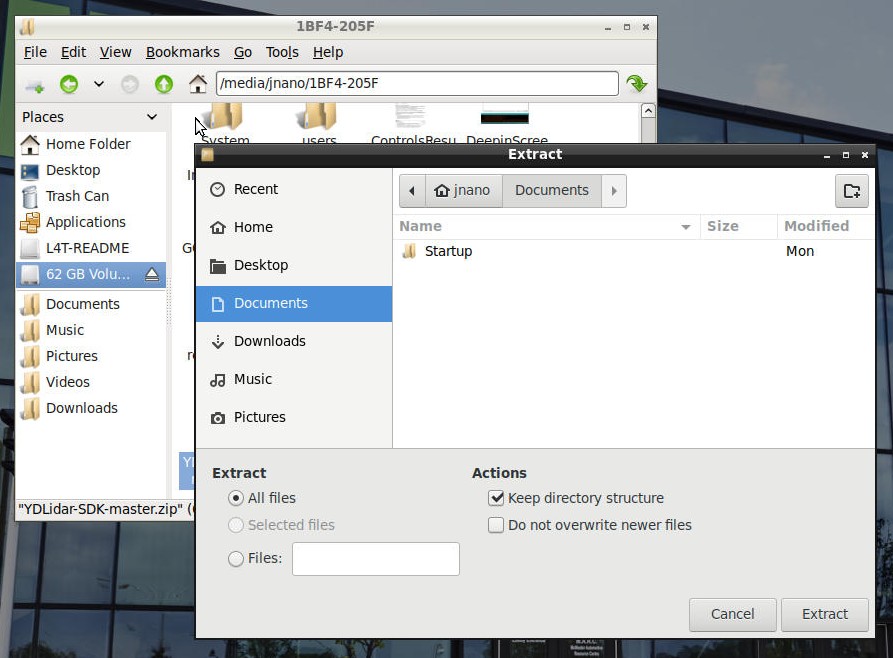 1BF4-205F
File Edit View Bookmarks Go Tools Help
/media/jnano/1BF4-205F
Places
Home Folder
Desktop
Trash Can
Applications
L4T-README
62 GB Volu...
Documents
Music
Pictures
Videos
Downloads
System users ControlsResu DeepinScree
"YDLidar-SDK-master.zip" (
Extract
Recent
Home
Desktop
Documents
Downloads
Music
Pictures
jnano Documents
Name Size Modified
Startup Mon
Extract
All files
Selected files
Files:
Actions
Keep directory structure
Do not overwrite newer files
Cancel Extract